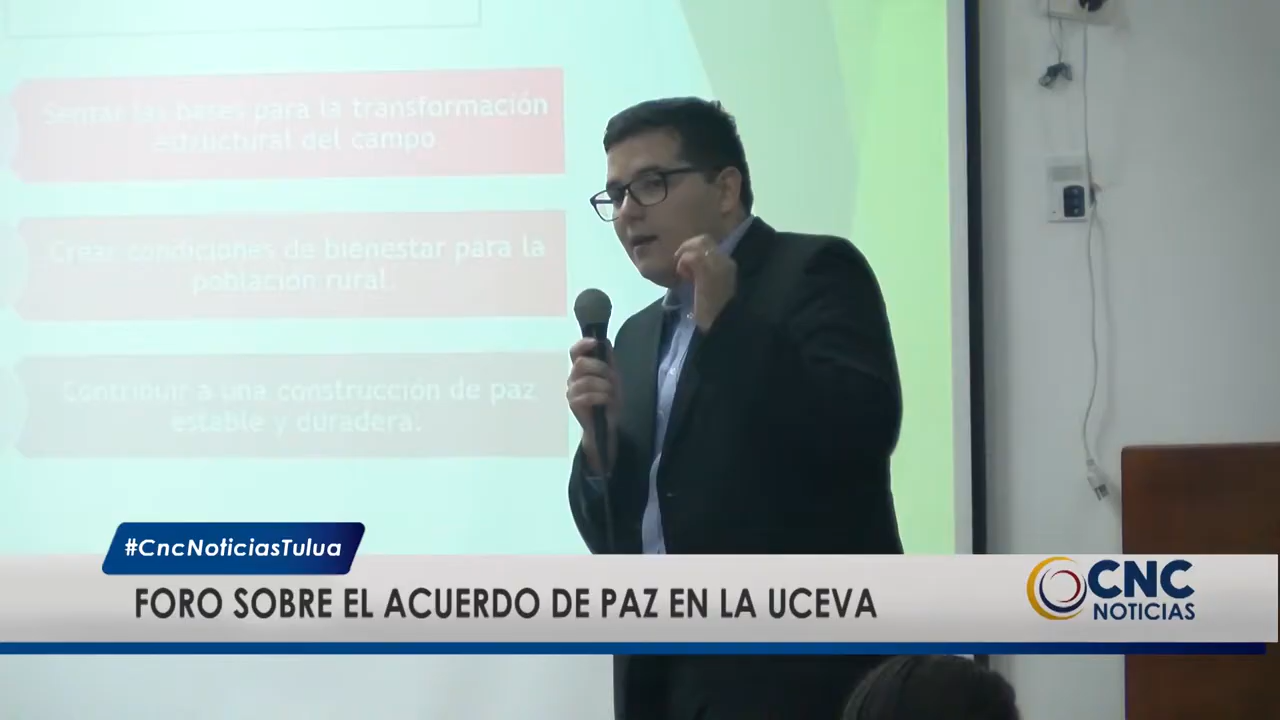 Sentar las bases para la transformación
estructural del campo.
Crear condiciones de bienestar para la
población rural.
Contribuir a una construcción de paz
estable y duradera.
#CncNoticiasTulua
FORO SOBRE EL ACUERDO DE PAZ EN LA UCEVA
CNC
NOTICIAS